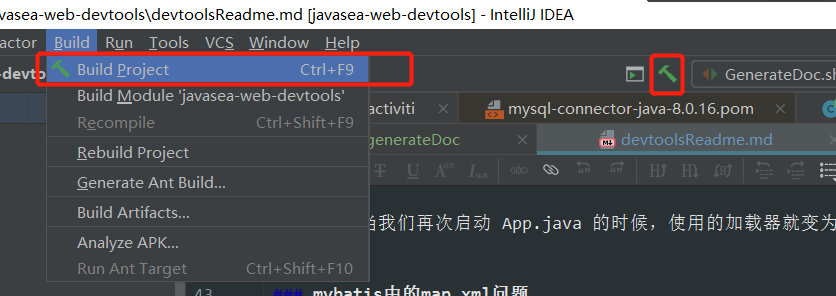 vasea-web-devtools\devtoolsReadme.md [javasea-web-devtools] - IntelliJ IDEA
actor Build Run Tools VCS Window Help
-devto
Build Project Ctrl+F9
GenerateDoc.sh
Build Module 'javasea-web-devtools'
activiti
mysql-connector-java-8.0.16.pom
Recompile Ctrl+Shift+F9
generateDoc
devtoolsReadme.md
Rebuild Project
Generate Ant Build...
Build Artifacts...
当我们再次启动 App.java 的时候，使用的加载器就变为
Analyze APK...
Run Ant Target Ctrl+Shift+F10
43
### mybatis中的map.xml问题